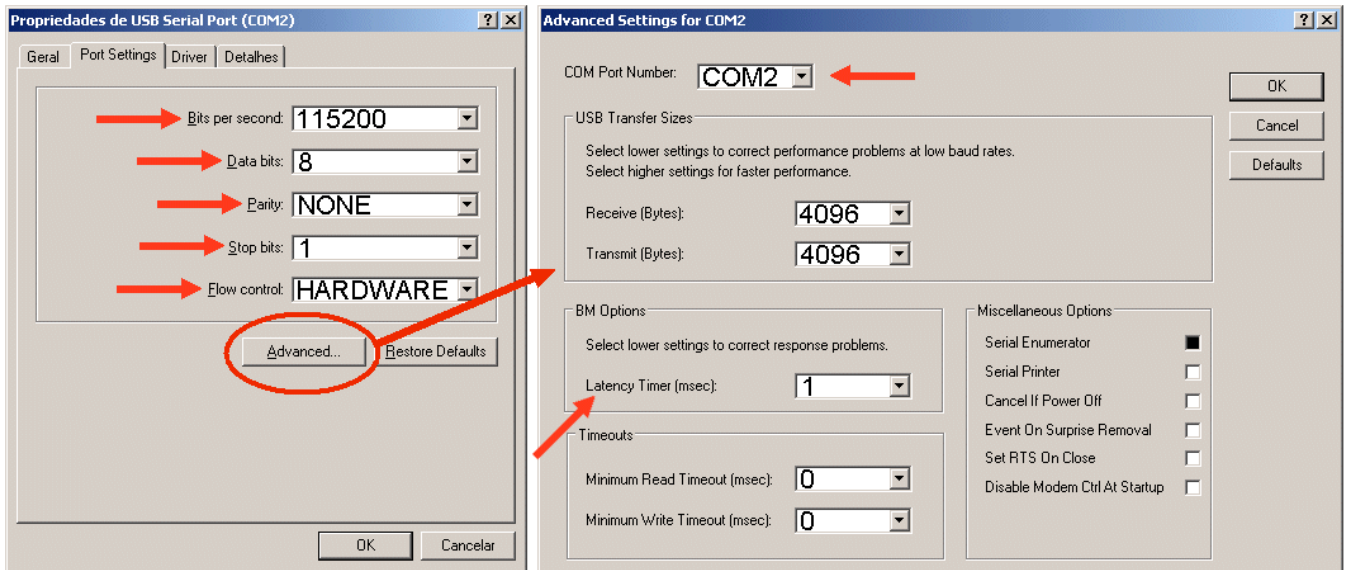 Propriedades de USB Serial Port (COM2)
Geral Port Settings Driver Detalhes
Bits per second: 115200
Data bits: 8
Parity: NONE
Stop bits: 1
Flow control: HARDWARE
Advanced... Restore Defaults
OK Cancelar
Advanced Settings for COM2
COM Port Number: COM2
OK
Cancel
Defaults
USB Transfer Sizes
Select lower settings to correct performance problems at low baud rates.
Select higher settings for faster performance.
Receive (Bytes): 4096
Transmit (Bytes): 4096
BM Options
Select lower settings to correct response problems.
Latency Timer (msec): 1
Timeouts
Minimum Read Timeout (msec): 0
Minimum Write Timeout (msec): 0
Miscellaneous Options
Serial Enumerator
Serial Printer
Cancel If Power Off
Event On Surprise Removal
Set RTS On Close
Disable Modem Ctrl At Startup